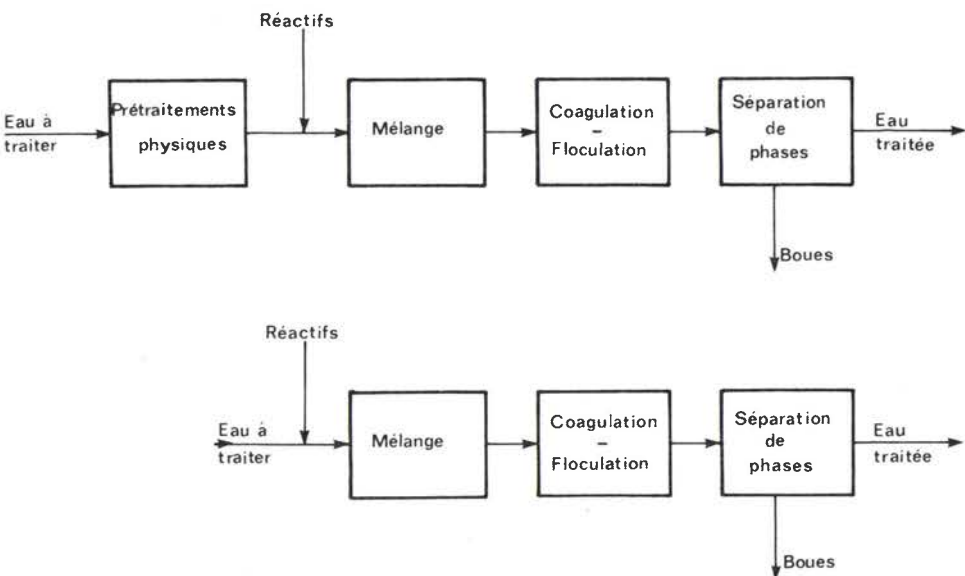 Réactifs
Eau à
traiter
Prétraitements
physiques
Mélange
Coagulation
–
Floculation
Séparation
de
phases
Eau
traitée
Boues
Réactifs
Eau à
traiter
Mélange
Coagulation
–
Floculation
Séparation
de
phases
Eau
traitée
Boues